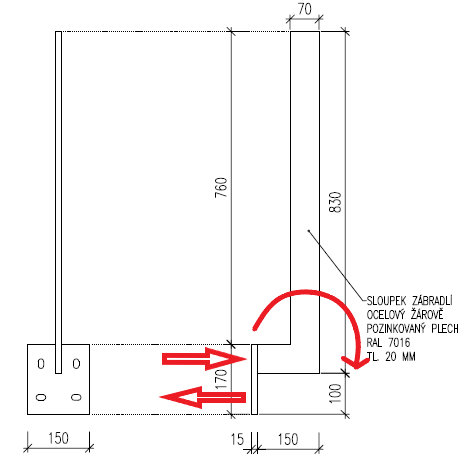 70
760
830
SLOUPEK ZÁBRADLÍ
OCELOVÝ ŽÁROVĚ
POZINKOVANÝ PLECH
RAL 7016
TL. 20 MM
170
100
150
15
150